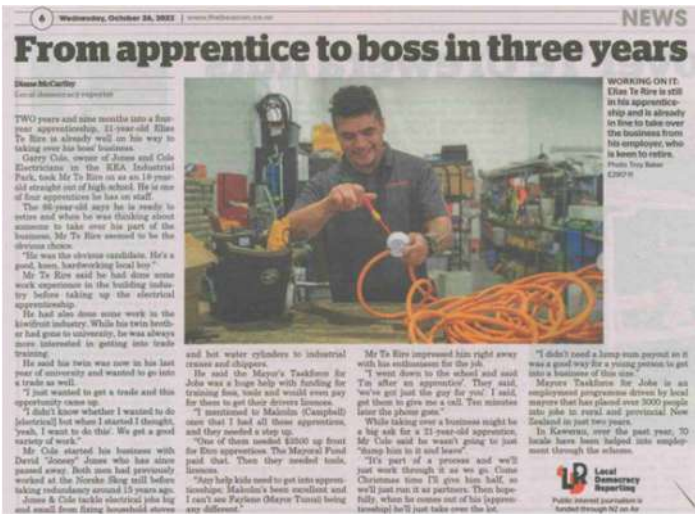 6 Wednesday, October 26, 2022 | www.thebeacon.co.nz
NEWS
From apprentice to boss in three years
Diane McCarthy
Local democracy reporter
TWO years and nine months into a four-
year apprenticeship, 21-year-old Elias
Te Rire is already well on his way to
taking over his boss' business.
Garry Cole, owner of Jones and Cole
Electricians in the KEA Industrial
Park, took Mr Te Rire on as an 18-year-
old straight out of high school. He is one
of four apprentices he has on staff.
The 66-year-old says he is ready to
retire and when he was thinking about
someone to take over his part of the
business, Mr Te Rire seemed to be the
obvious choice.
"He was the obvious candidate. He's a
good, keen, hardworking local boy."
Mr Te Rire said he had done some
work experience in the building indus-
try before taking up the electrical
apprenticeship.
He had also done some work in the
kiwifruit industry. While his twin broth-
er had gone to university, he was always
more interested in getting into trade
training.
He said his twin was now in his last
year of university and wanted to go into
a trade as well.
"I just wanted to get a trade and this
opportunity came up.
"I didn't know whether I wanted to do
[electrical] but when I started I thought,
'yeah, I want to do this'. We get a good
variety of work."
Mr Cole started his business with
David "Jonesy" Jones who has since
passed away. Both men had previously
worked at the Norske Skog mill before
taking redundancy around 15 years ago.
Jones & Cole tackle electrical jobs big
and small from fixing household stoves
and hot water cylinders to industrial
cranes and chippers.
He said the Mayor's Taskforce for
Jobs was a huge help with funding for
training fees, tools and would even pay
for them to get their drivers licences.
"I mentioned to Malcolm (Campbell)
once that I had all these apprentices,
and they needed a step up.
"One of them needed $2500 up front
for Etco apprentices. The Mayoral Fund
paid that. Then they needed tools,
licences.
"Any help kids need to get into appren-
ticeships; Malcolm's been excellent and
I can't see Faylene (Mayor Tunui) being
any different."
Mr Te Rire impressed him right away
with his enthusiasm for the job.
"I went down to the school and said
'I'm after an apprentice'. They said,
'we've got just the guy for you'. I said,
get them to give me a call. Ten minutes
later the phone goes."
While taking over a business might be
a big ask for a 21-year-old apprentice,
Mr Cole said he wasn't going to just
"dump him in it and leave".
"It's part of a process and we'll
just work through it as we go. Come
Christmas time I'll give him half, so
we'll just run it as partners. Then hope-
fully, when he comes out of his [appren-
ticeship] he'll just take over the lot.
"I didn't need a lump sum payout so it
was a good way for a young person to get
into a business of this size."
Mayors Taskforce for Jobs is an
employment programme driven by local
mayors that has placed over 5000 people
into jobs in rural and provincial New
Zealand in just two years.
In Kawerau, over the past year, 70
locals have been helped into employ-
ment through the scheme.
WORKING ON IT:
Elias Te Rire is still
in his apprentice-
ship and is already
in line to take over
the business from
his employer, who
is keen to retire.
Photo Troy Baker
LDR
Local
Democracy
Reporting
Public interest journalism is
funded through NZ on Air